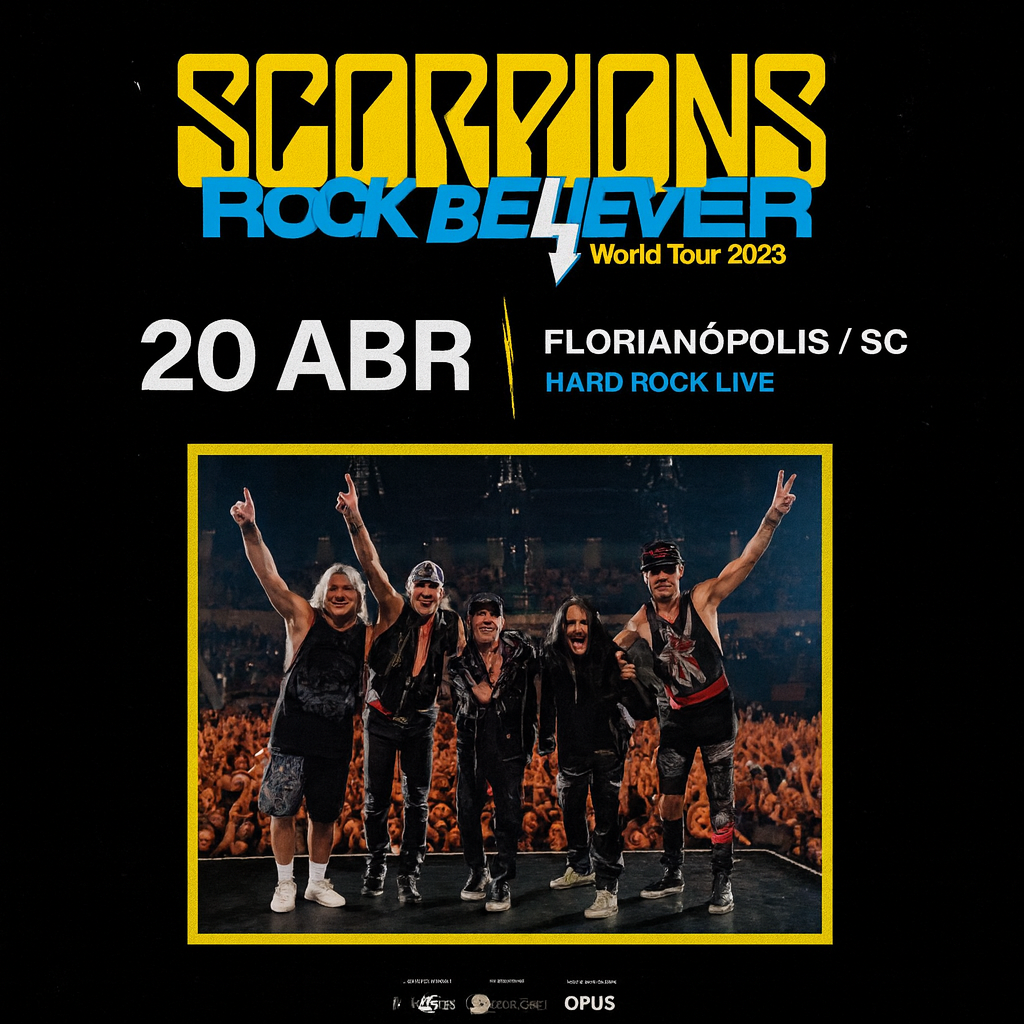 SCORPIONS
ROCK BELIEVER
World Tour 2023
20 ABR
FLORIANÓPOLIS / SC
HARD ROCK LIVE
OPUS